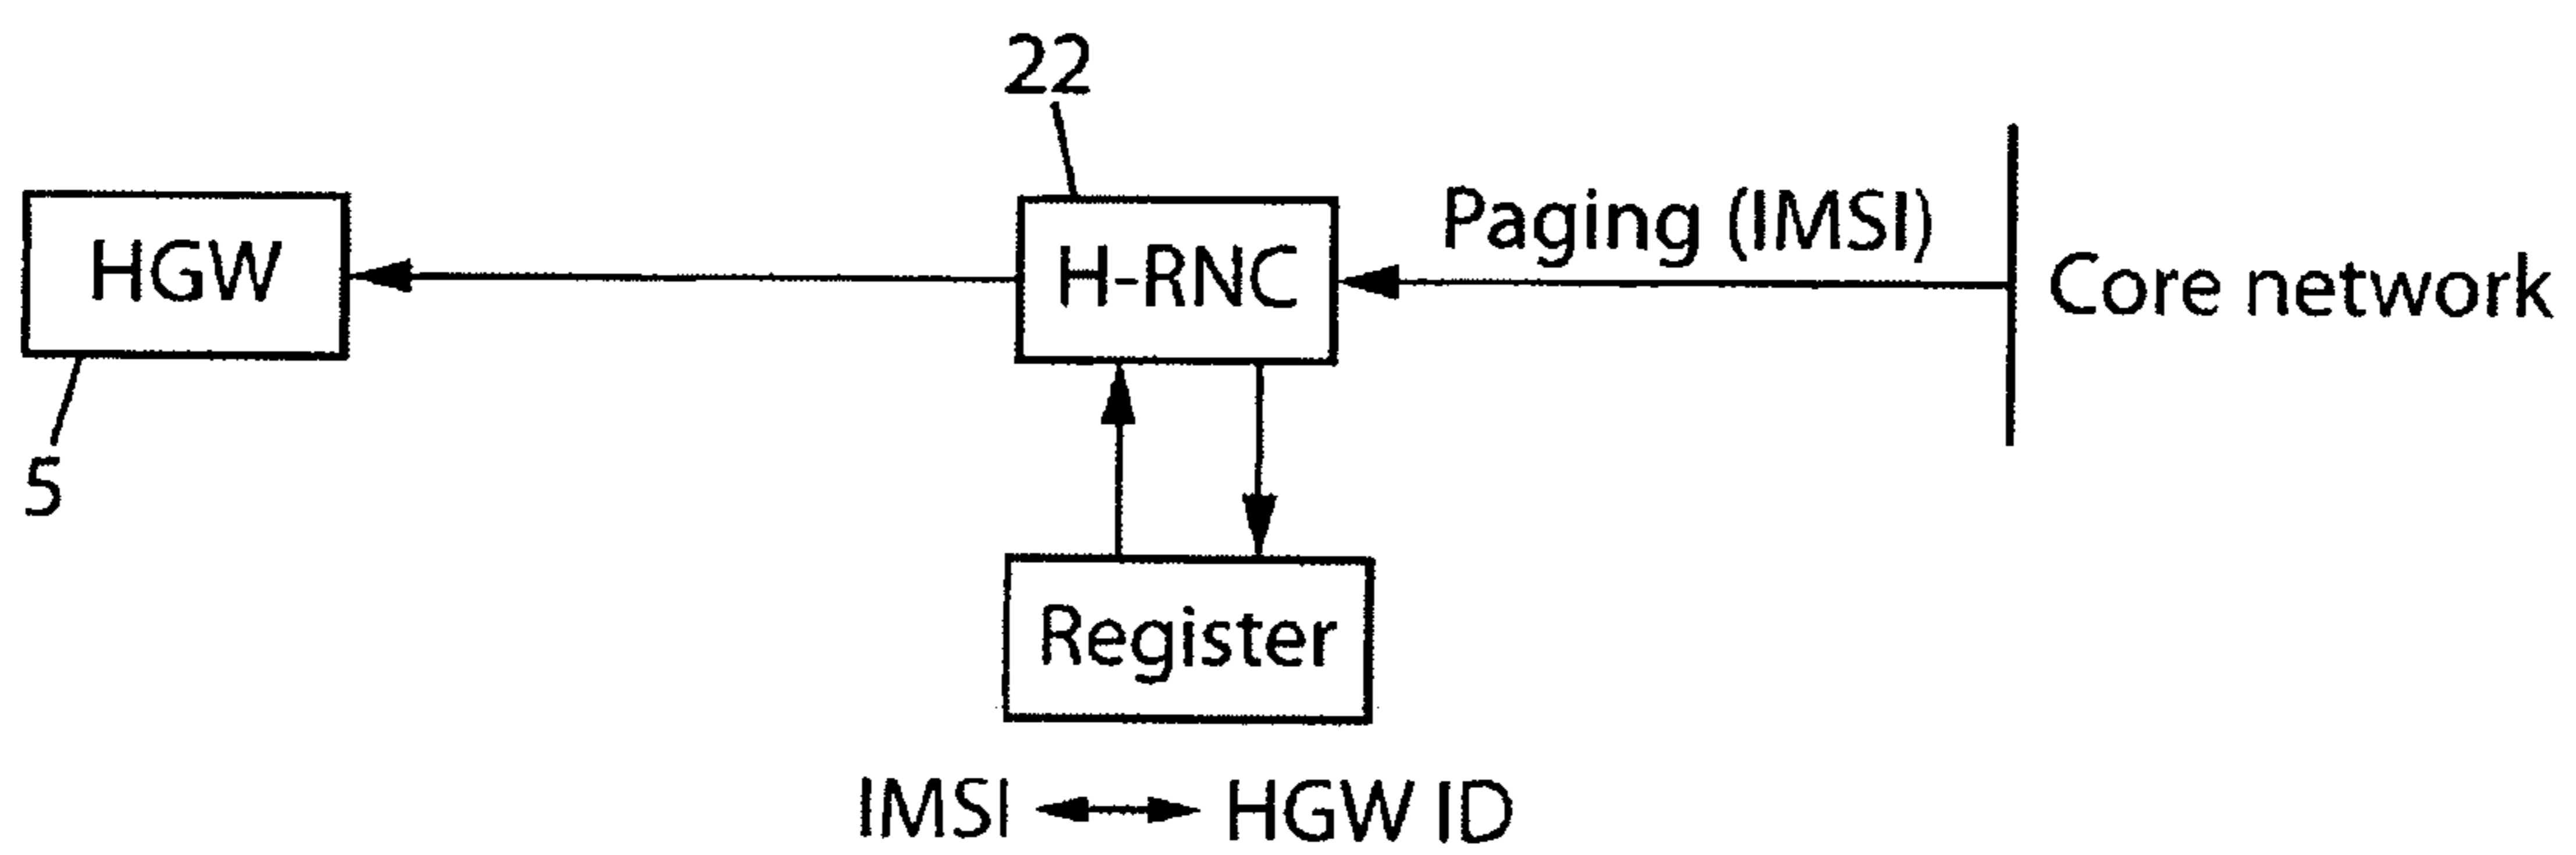 22
HGW
H-RNC
Paging (IMSI)
Core network
5
Register
IMSI ↔ HGW ID